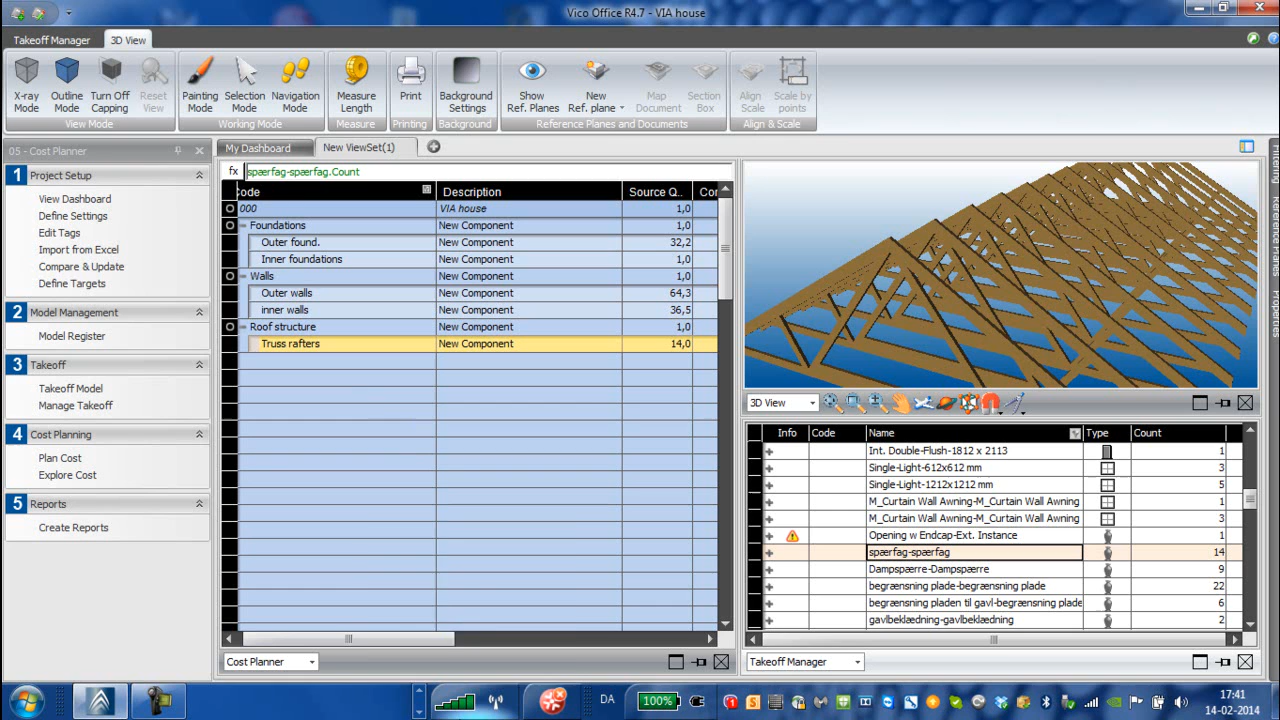 Vico Office R4.7 - VIA house
Takeoff Manager
3D View
X-ray Mode
Outline Mode
Turn Off Capping
Reset View
Painting Mode
Selection Mode
Navigation Mode
Measure Length
Print
Background Settings
Show Ref. Planes
New Ref. plane
Map Document
Section Box
Align Scale
Scale by points
View Mode
Working Mode
Measure
Printing
Background
Reference Planes and Documents
Align & Scale
05 - Cost Planner
1 Project Setup
View Dashboard
Define Settings
Edit Tags
Import from Excel
Compare & Update
Define Targets
2 Model Management
Model Register
3 Takeoff
Takeoff Model
Manage Takeoff
4 Cost Planning
Plan Cost
Explore Cost
5 Reports
Create Reports
My Dashboard
New ViewSet(1)
fx spærfag-spærfag.Count
ode Description Source Q.. Co
000 VIA house 1,0
Foundations New Component 1,0
Outer found. New Component 32,2
Inner foundations New Component 1,0
Walls New Component 1,0
Outer walls New Component 64,3
inner walls New Component 36,5
Roof structure New Component 1,0
Truss rafters New Component 14,0
Cost Planner
Reference Planes
Properties
3D View
Info Code Name Type Count
Int. Double-Flush-1812 x 2113 1
Single-Light-612x612 mm 3
Single-Light-1212x1212 mm 5
M_Curtain Wall Awning-M_Curtain Wall Awning 1
M_Curtain Wall Awning-M_Curtain Wall Awning 3
Opening w Endcap-Ext. Instance 1
spærfag-spærfag 14
Dampspærre-Dampspærre 9
begrænsning plade-begrænsning plade 22
begrænsning pladen til gavl-begrænsning plade 6
gavlbeklædning-gavlbeklædning 2
Takeoff Manager
DA
100%
17:41
14-02-2014